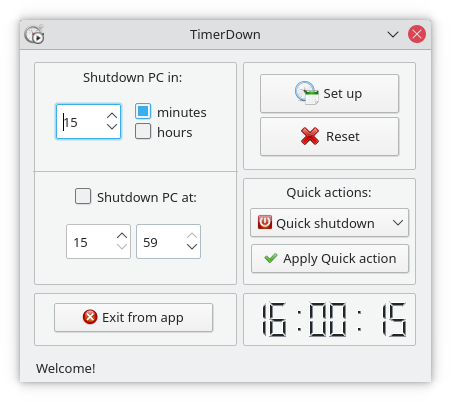 TimerDown
Shutdown PC in:
15
minutes
hours
Shutdown PC at:
15
59
Set up
Reset
Quick actions:
Quick shutdown
Apply Quick action
Exit from app
16:00:15
Welcome!